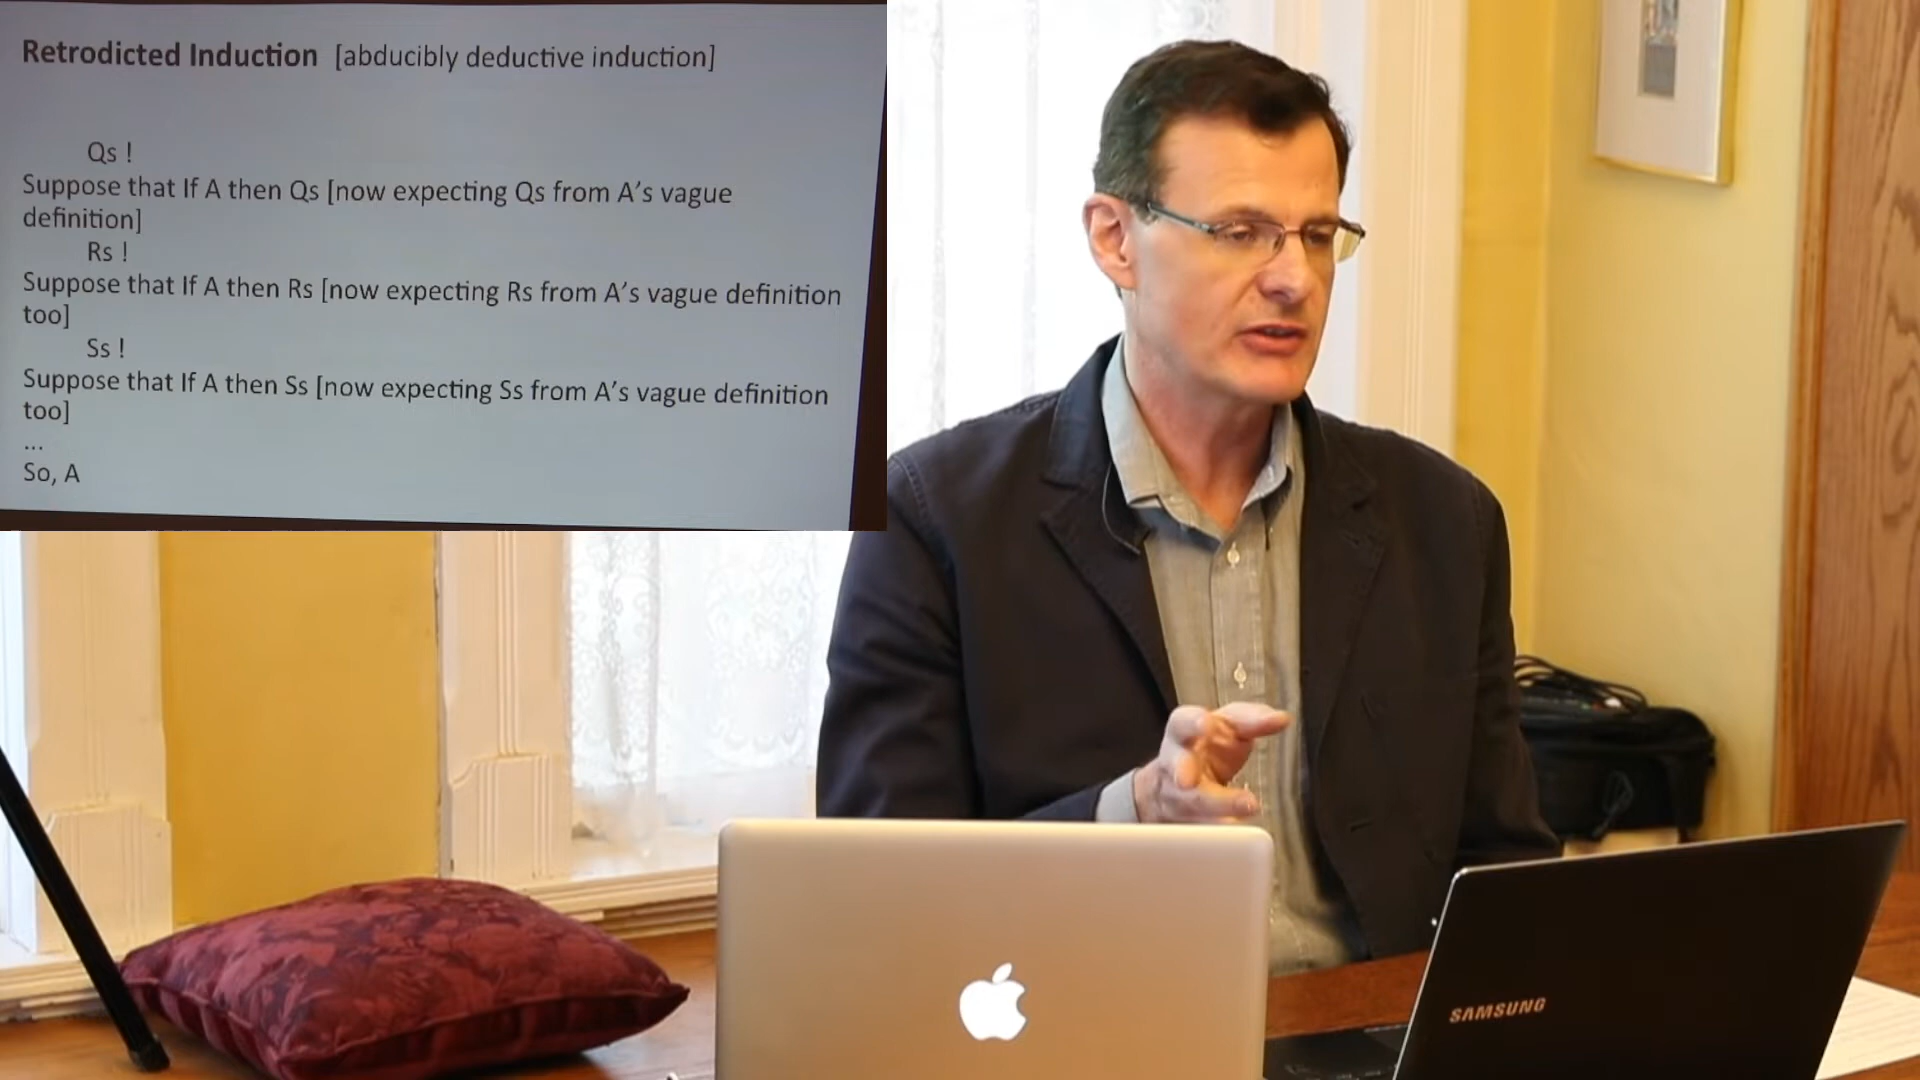 Retrodicted Induction [abducibly deductive induction]
Qs !
Suppose that If A then Qs [now expecting Qs from A's vague
definition]
Rs !
Suppose that If A then Rs [now expecting Rs from A's vague definition
too]
Ss !
Suppose that If A then Ss [now expecting Ss from A's vague definition
too]
...
So, A
SAMSUNG